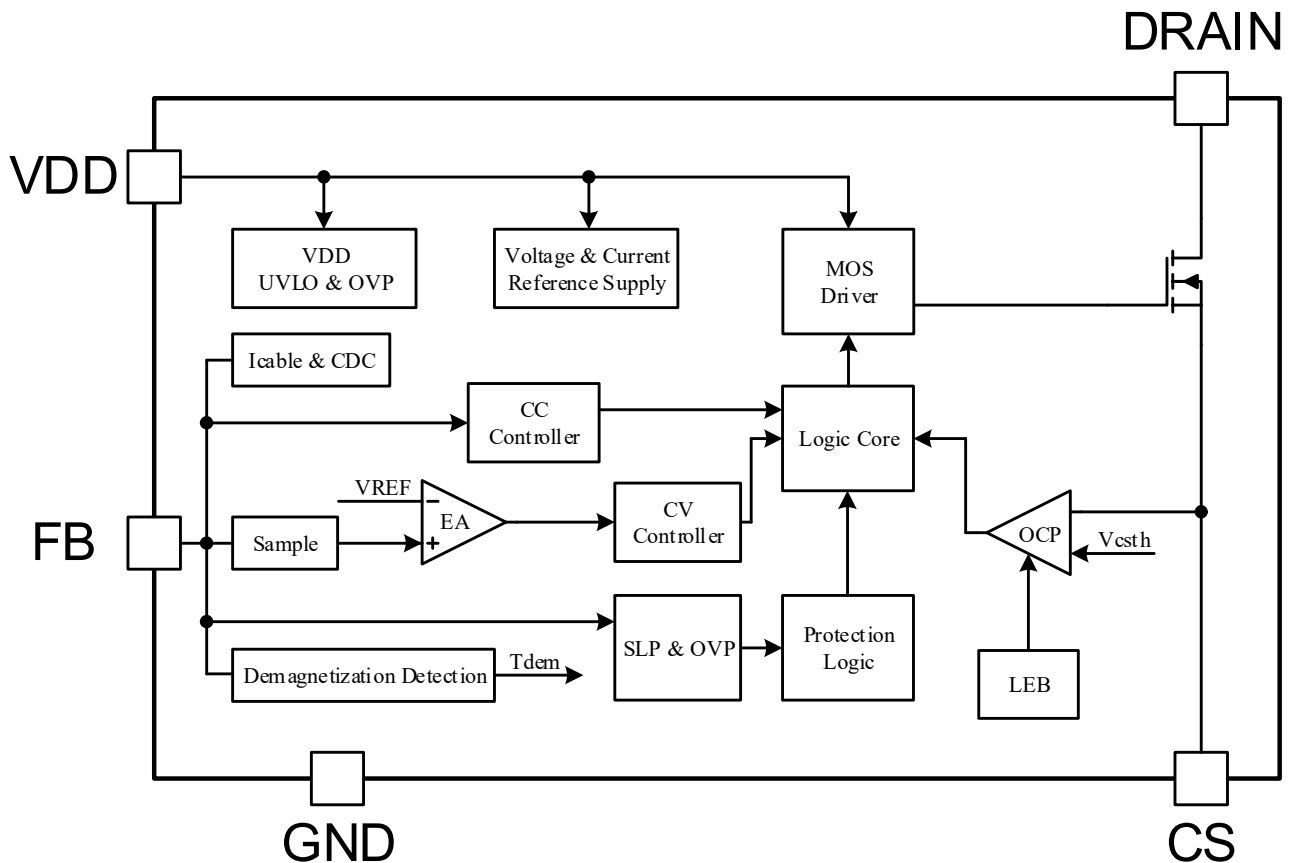 DRAIN
VDD
VDD
UVLO & OVP
Voltage & Current
Reference Supply
MOS
Driver
Icable & CDC
CC
Controller
Logic Core
VREF
EA
FB
Sample
CV
Controller
OCP
Vcsth
SLP & OVP
Protection
Logic
Demagnetization Detection
Tdem
LEB
GND
CS